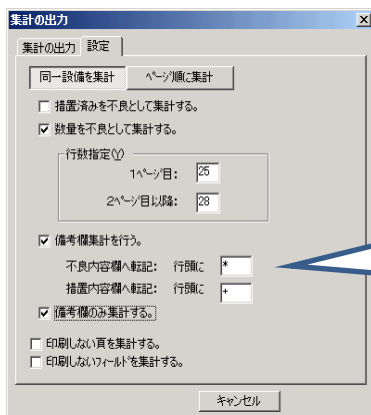 集計の出力
集計の出力 設定
同一設備を集計 ページ順に集計
措置済みを不良として集計する。
数量を不良として集計する。
行数指定(Y)
1ページ目: 25
2ページ目以降: 28
備考欄集計を行う。
不良内容欄へ転記: 行頭に *
措置内容欄へ転記: 行頭に +
備考欄のみ集計する。
印刷しない頁を集計する。
印刷しないフィールドを集計する。
キャンセル